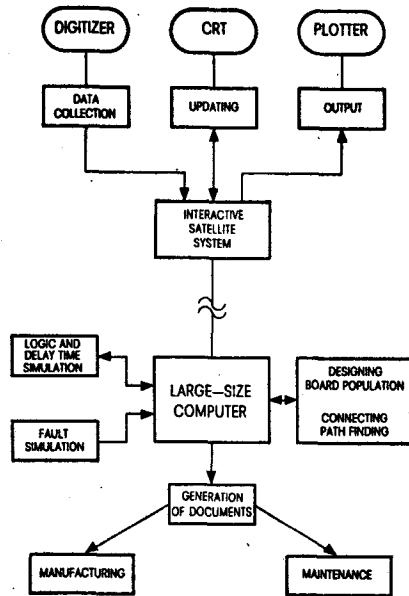 DIGITIZER
CRT
PLOTTER
DATA
COLLECTION
UPDATING
OUTPUT
INTERACTIVE
SATELLITE
SYSTEM
LOGIC AND
DELAY TIME
SIMULATION
LARGE—SIZE
COMPUTER
DESIGNING
BOARD POPULATION
CONNECTING
PATH FINDING
FAULT
SIMULATION
GENERATION
OF DOCUMENTS
MANUFACTURING
MAINTENANCE